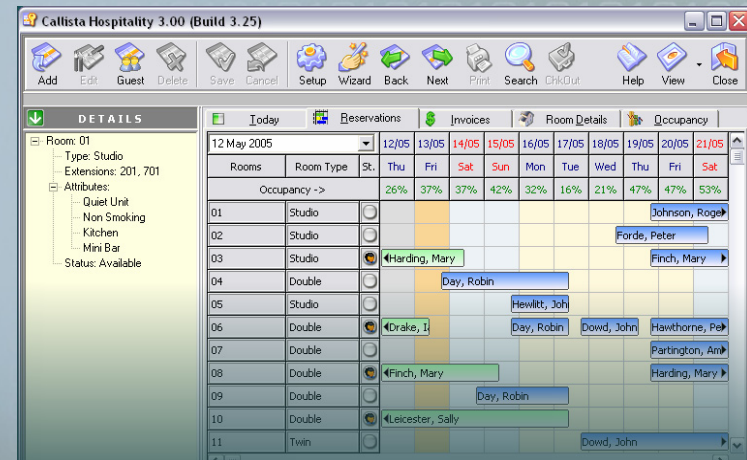 Callista Hospitality 3.00 (Build 3.25)
Add Edit Guest Delete Save Cancel Setup Wizard Back Next Print Search ChkOut Help View Close
DETAILS
Room: 01
Type: Studio
Extensions: 201, 701
Attributes:
Quiet Unit
Non Smoking
Kitchen
Mini Bar
Status: Available
Today Reservations Invoices Room Details Occupancy
12 May 2005 12/05 13/05 14/05 15/05 16/05 17/05 18/05 19/05 20/05 21/05
Rooms Room Type St. Thu Fri Sat Sun Mon Tue Wed Thu Fri Sat
Occupancy -> 26% 37% 37% 42% 32% 16% 21% 47% 47% 53%
01 Studio Johnson, Roge
02 Studio Forde, Peter
03 Studio Harding, Mary Finch, Mary
04 Double Day, Robin
05 Studio Hewlitt, Joh
06 Double Drake, I Day, Robin Dowd, John Hawthorne, Pe
07 Double Partington, Am
08 Double Finch, Mary Harding, Mary
09 Double Day, Robin
10 Double Leicester, Sally
11 Twin Dowd, John